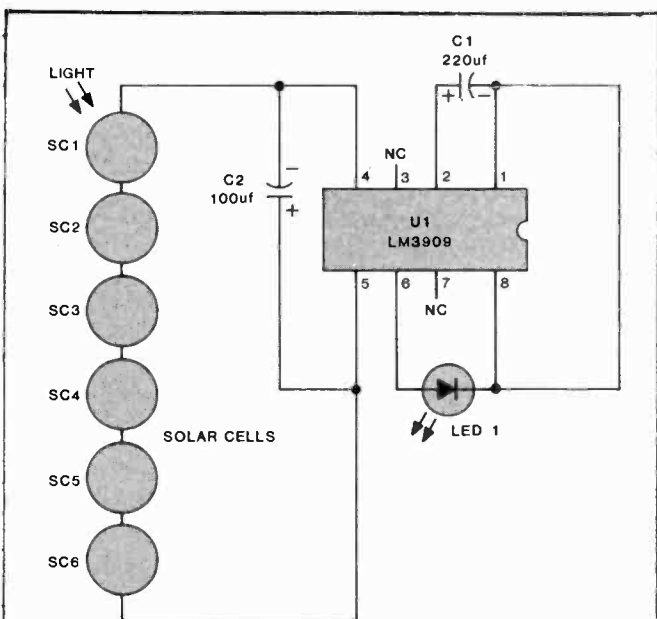 C1
220uf
+ −
LIGHT
SC1
NC
4 3 2 1
C2
100uf
−
+
U1
LM3909
SC2
SC3
5 6 7 8
NC
SC4
SOLAR CELLS
LED 1
SC5
SC6